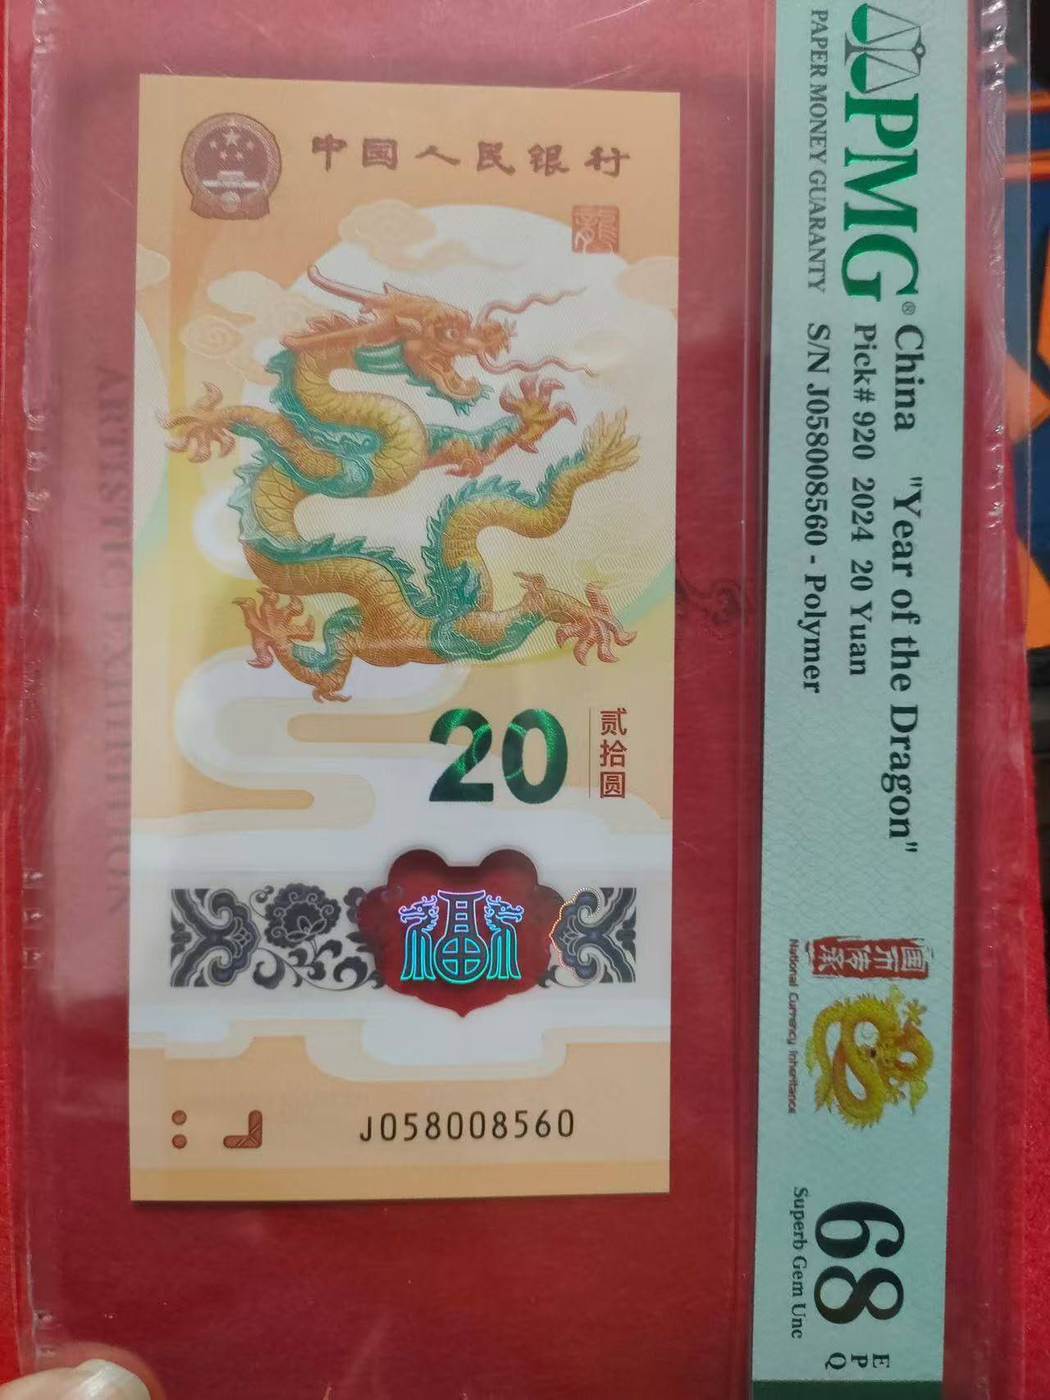 中国人民银行
龍
20
贰拾圆
福
J058008560
PMG®
PAPER MONEY GUARANTY
China "Year of the Dragon"
Pick# 920 2024 20 Yuan
S/N J058008560 - Polymer
国币传承
National Currency Inheritance
68
EPQ
Superb Gem Unc